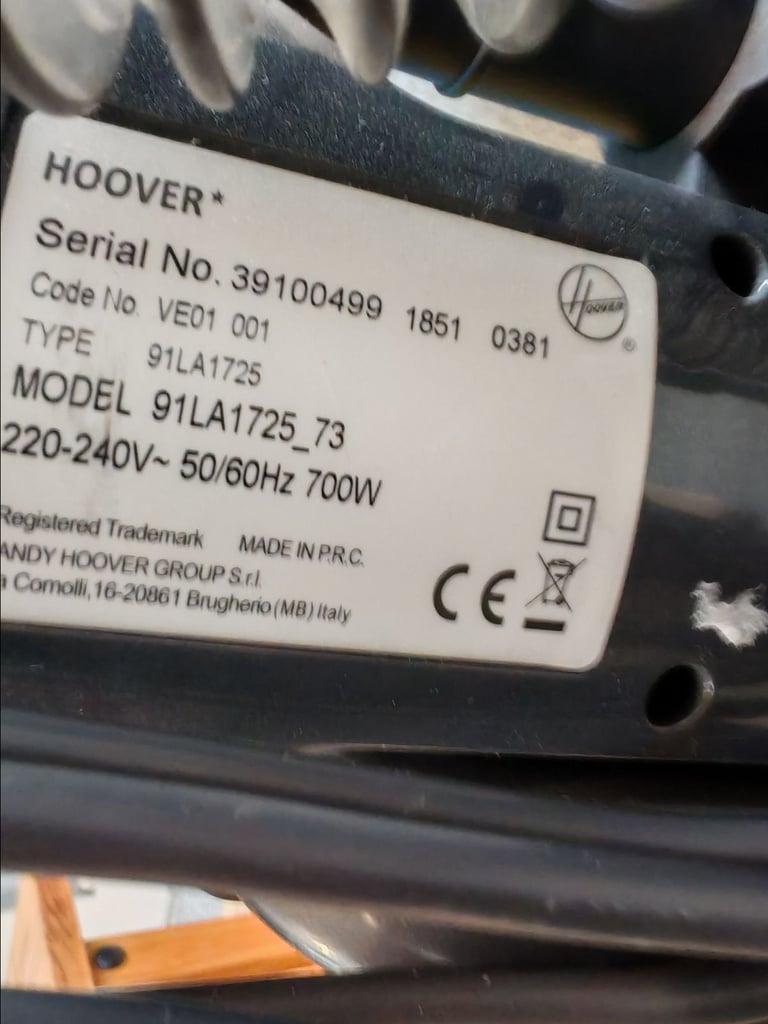 HOOVER*
Serial No. 39100499 1851 0381
Code No. VE01 001
TYPE 91LA1725
MODEL 91LA1725_73
220-240V~ 50/60Hz 700W
Registered Trademark MADE IN P.R.C.
ANDY HOOVER GROUP S.r.l.
a Comolli,16-20861 Brugherio (MB) Italy
HOOVER
®
CE